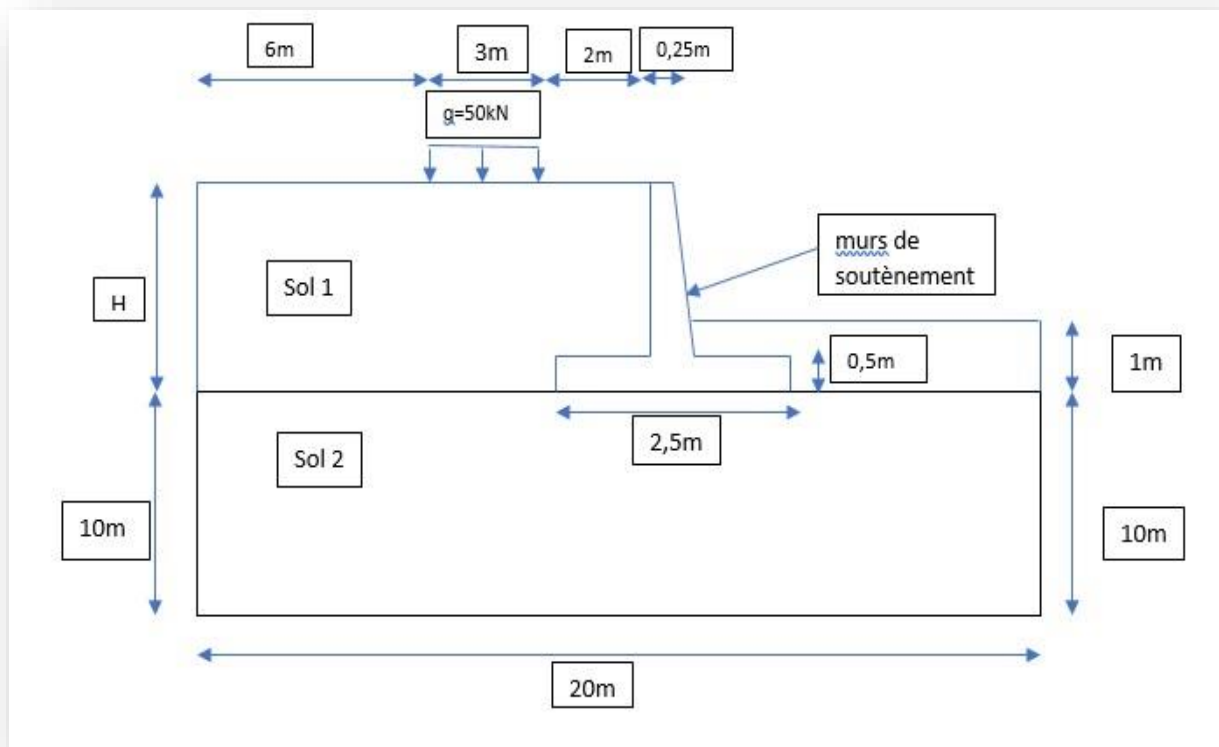 6m
3m
2m
0,25m
g=50kN
murs de
soutènement
Sol 1
H
0,5m
1m
2,5m
Sol 2
10m
10m
20m